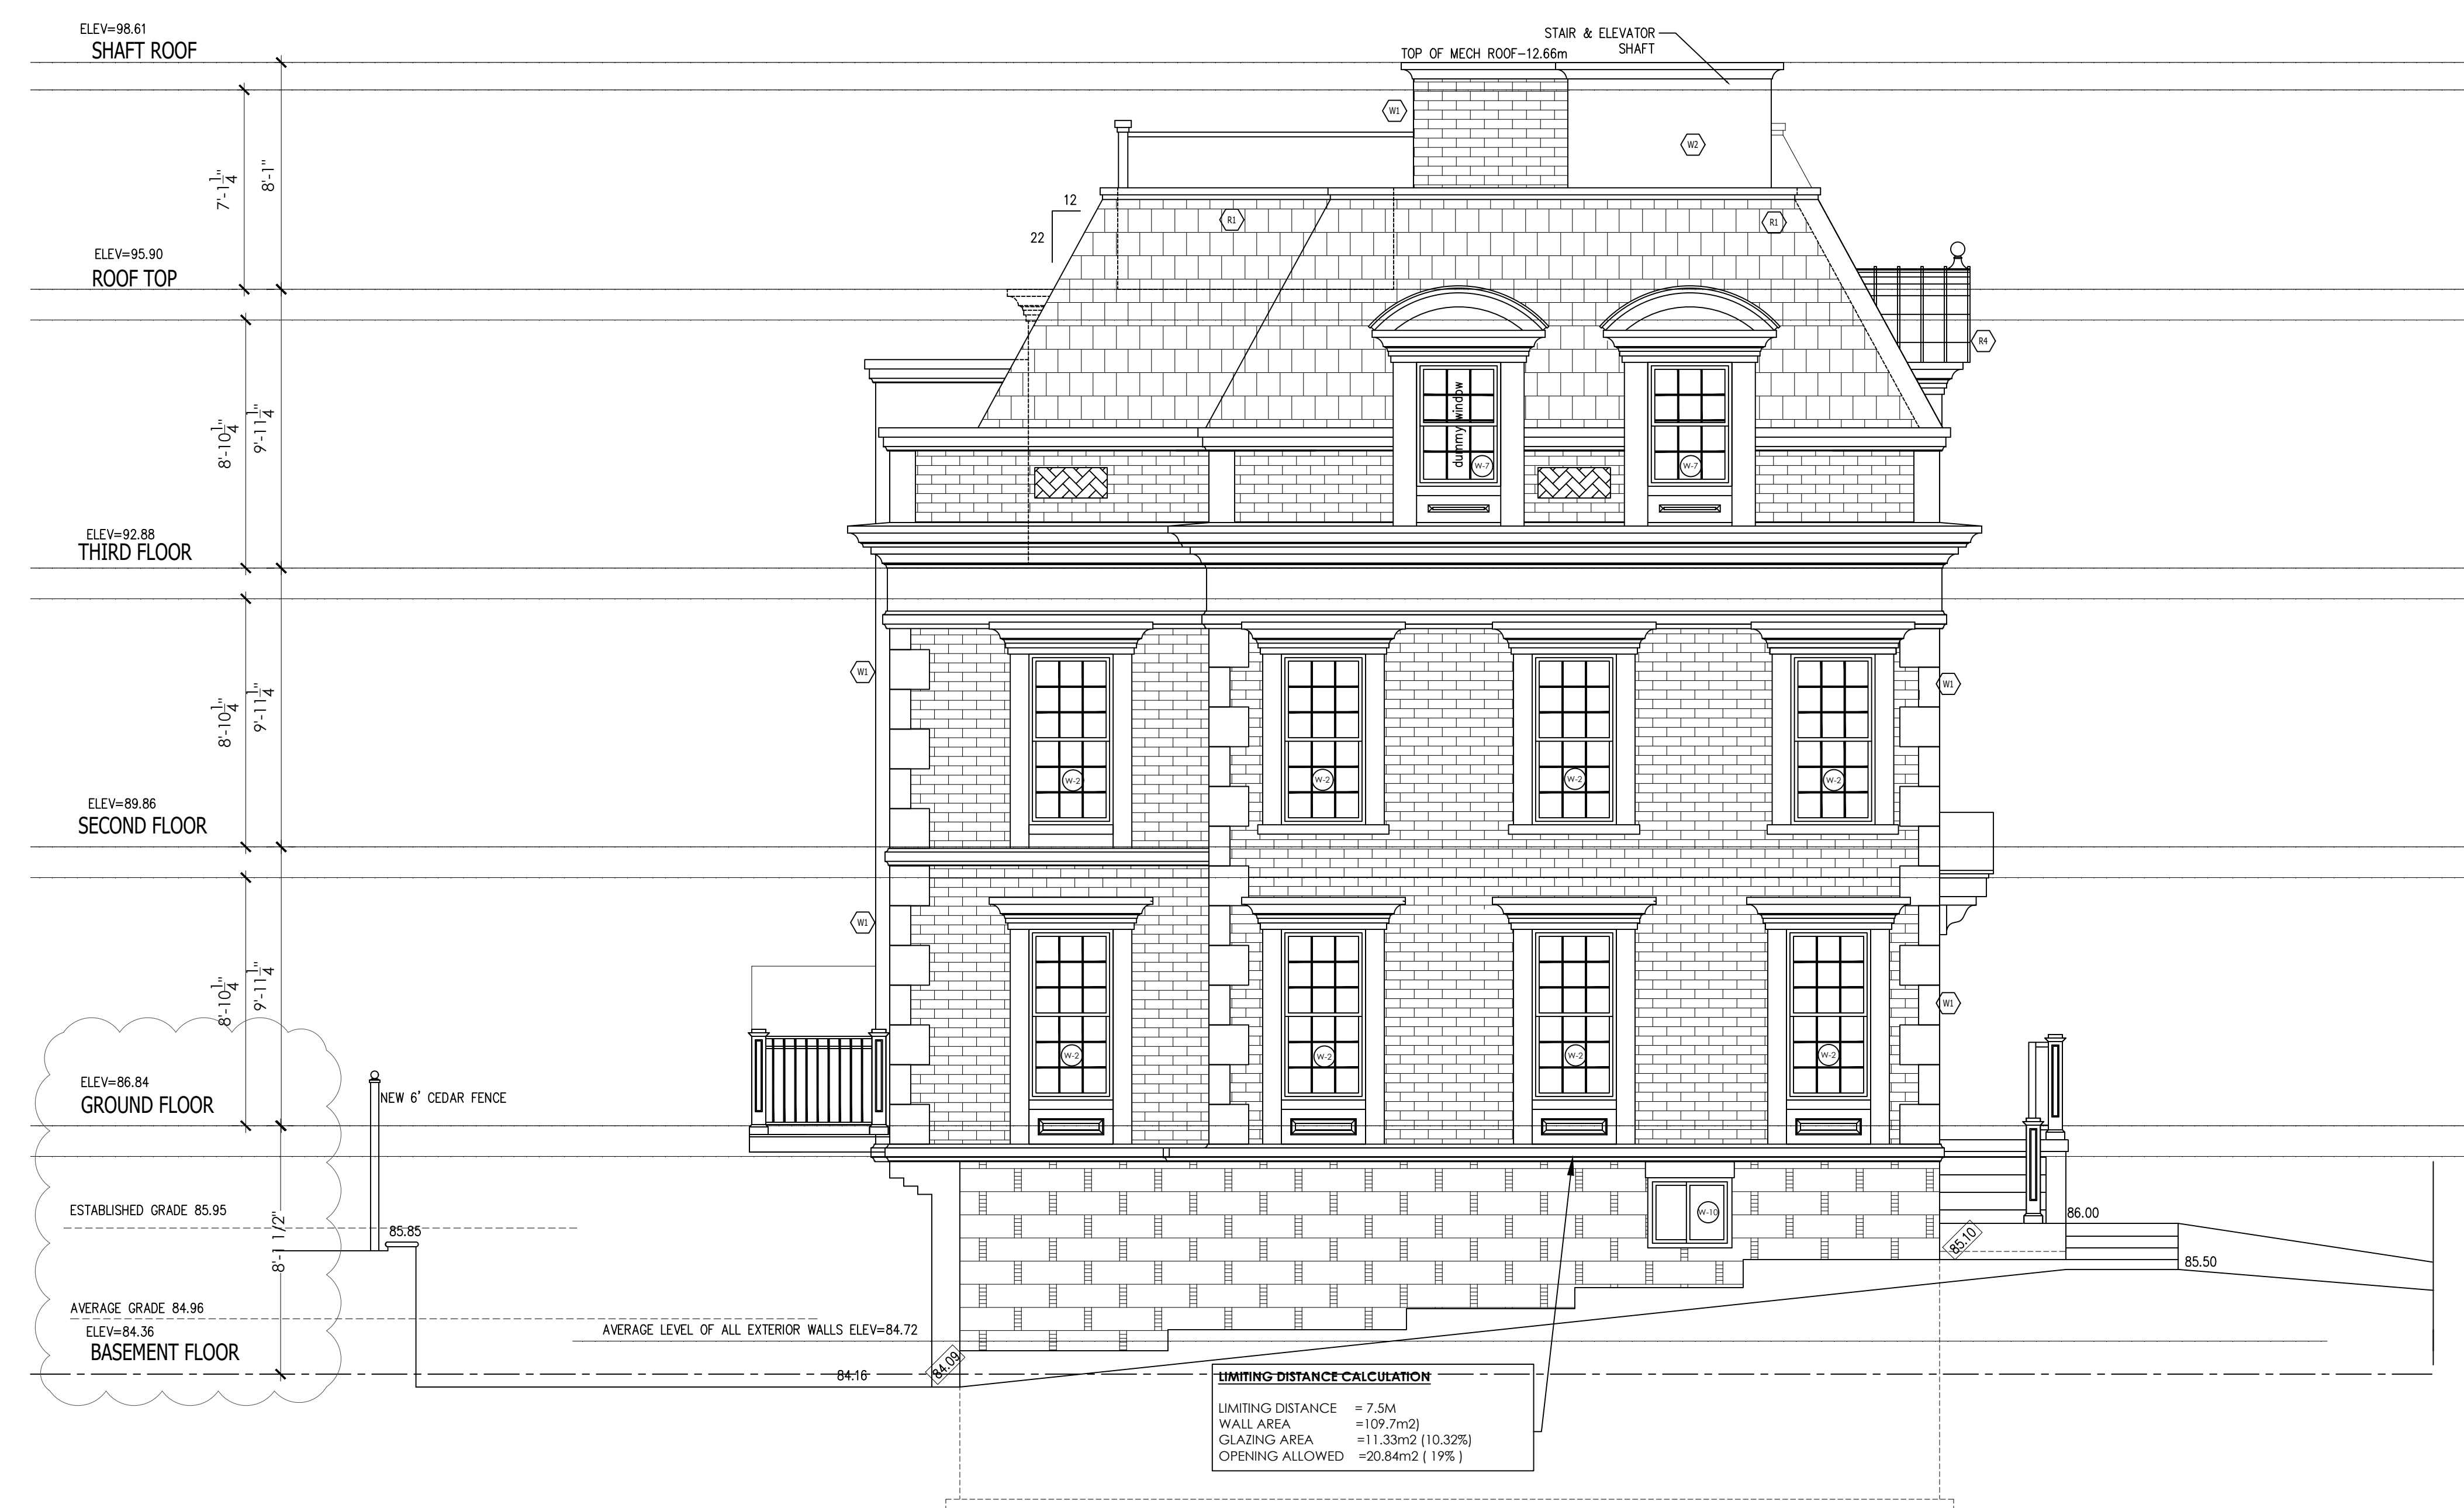 ELEV=98.61
SHAFT ROOF
STAIR & ELEVATOR
SHAFT
TOP OF MECH ROOF-12.66m
W1
W2
7'-1 1/4"
8'-1"
12
22
R1
R1
ELEV=95.90
ROOF TOP
R4
dummy window
W-7
W-7
8'-10 1/4"
9'-11 1/4"
ELEV=92.88
THIRD FLOOR
W1
W1
8'-10 1/4"
9'-11 1/4"
W-2
W-2
W-2
W-2
ELEV=89.86
SECOND FLOOR
W1
W1
8'-10 1/4"
9'-11 1/4"
W-2
W-2
W-2
W-2
ELEV=86.84
GROUND FLOOR
NEW 6' CEDAR FENCE
ESTABLISHED GRADE 85.95
85.85
8'-1 1/2"
W-10
86.00
85.10
85.50
AVERAGE GRADE 84.96
ELEV=84.36
BASEMENT FLOOR
AVERAGE LEVEL OF ALL EXTERIOR WALLS ELEV=84.72
84.16
84.09
LIMITING DISTANCE CALCULATION
LIMITING DISTANCE = 7.5M
WALL AREA =109.7m2)
GLAZING AREA =11.33m2 (10.32%)
OPENING ALLOWED =20.84m2 ( 19% )